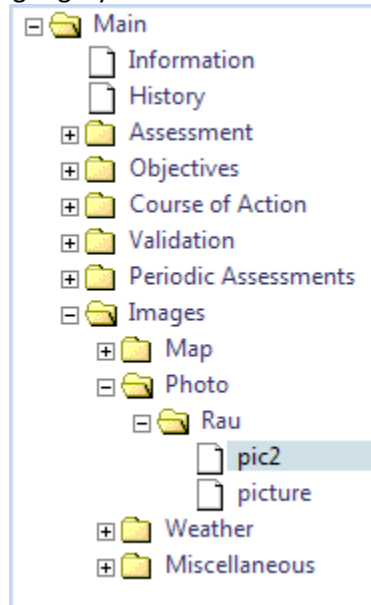 Main
Information
History
Assessment
Objectives
Course of Action
Validation
Periodic Assessments
Images
Map
Photo
Rau
pic2
picture
Weather
Miscellaneous